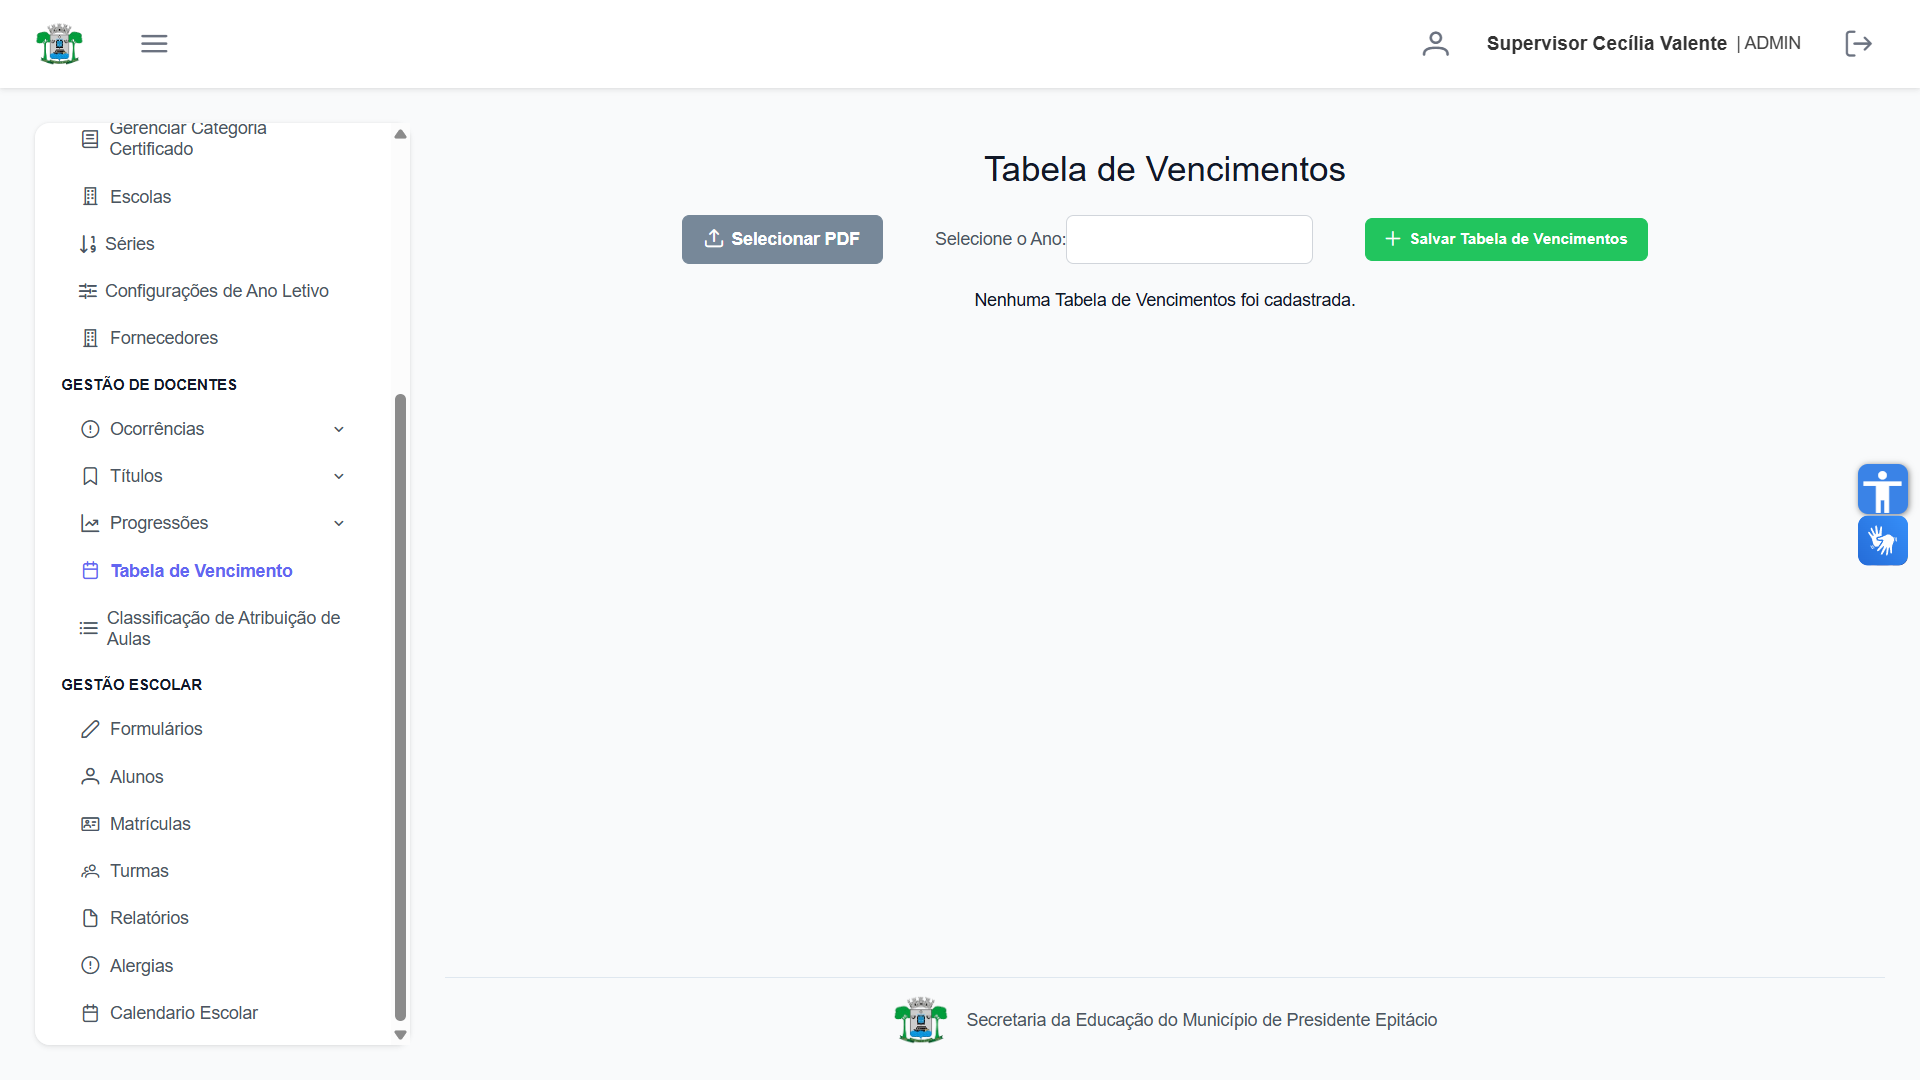 Supervisor Cecília Valente | ADMIN
Gerenciar Categoria
Certificado
Escolas
Séries
Configurações de Ano Letivo
Fornecedores
GESTÃO DE DOCENTES
Ocorrências
Títulos
Progressões
Tabela de Vencimento
Classificação de Atribuição de
Aulas
GESTÃO ESCOLAR
Formulários
Alunos
Matrículas
Turmas
Relatórios
Alergias
Calendario Escolar
Tabela de Vencimentos
Selecionar PDF
Selecione o Ano:
Salvar Tabela de Vencimentos
Nenhuma Tabela de Vencimentos foi cadastrada.
Secretaria da Educação do Município de Presidente Epitácio